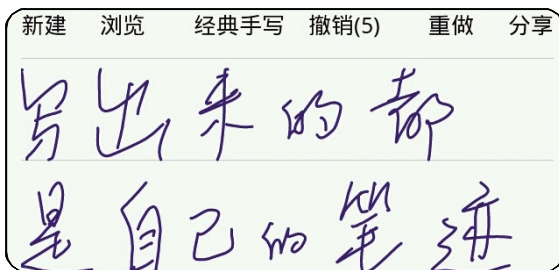 新建 浏览 经典手写 撤销(5) 重做 分享
写出来的都
是自己的笔迹